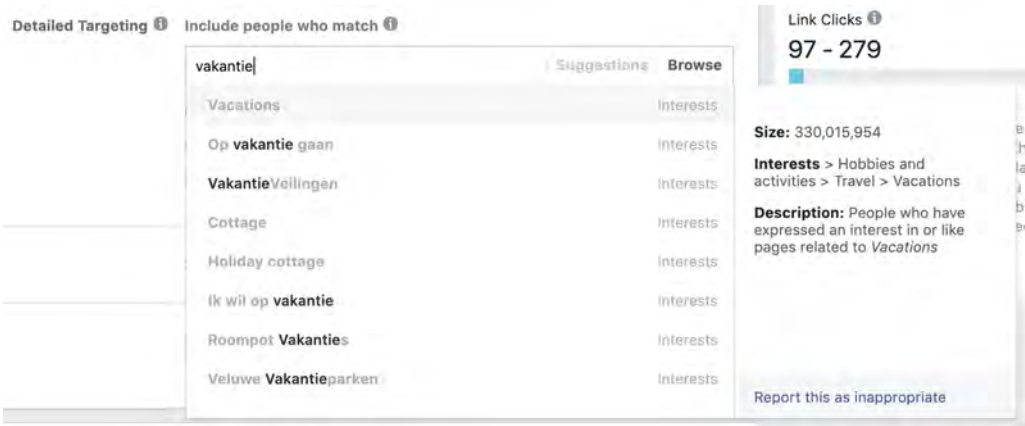 Detailed Targeting
Include people who match
vakantie
Suggestions
Browse
Vacations
Interests
Op vakantie gaan
Interests
VakantieVeilingen
Interests
Cottage
Interests
Holiday cottage
Interests
Ik wil op vakantie
Interests
Roompot Vakanties
Interests
Veluwe Vakantieparken
Interests
Link Clicks
97 - 279
Size: 330,015,954
Interests > Hobbies and
activities > Travel > Vacations
Description: People who have
expressed an interest in or like
pages related to Vacations
Report this as inappropriate